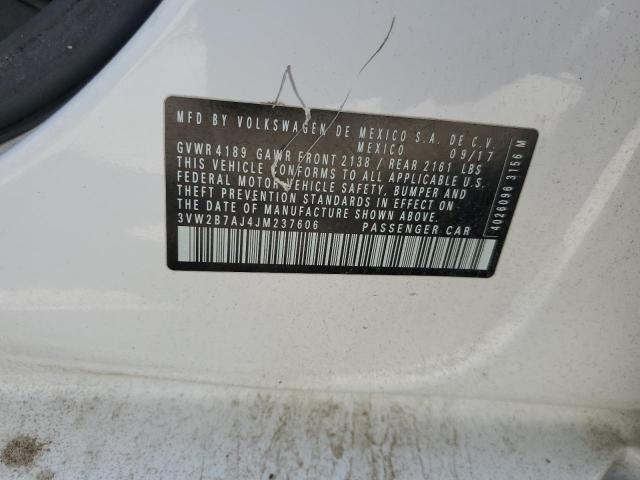 MFD BY VOLKSWAGEN DE MEXICO S.A. DE C.V.
MEXICO 09/17
GVWR 4189 GAWR FRONT 2138 / REAR 2161 LBS
THIS VEHICLE CONFORMS TO ALL APPLICABLE U.S.
FEDERAL MOTOR VEHICLE SAFETY, BUMPER AND
THEFT PREVENTION STANDARDS IN EFFECT ON
THE DATE OF MANUFACTURE SHOWN ABOVE
3VW2B7AJ4JM237606 PASSENGER CAR
4026096 3156 M